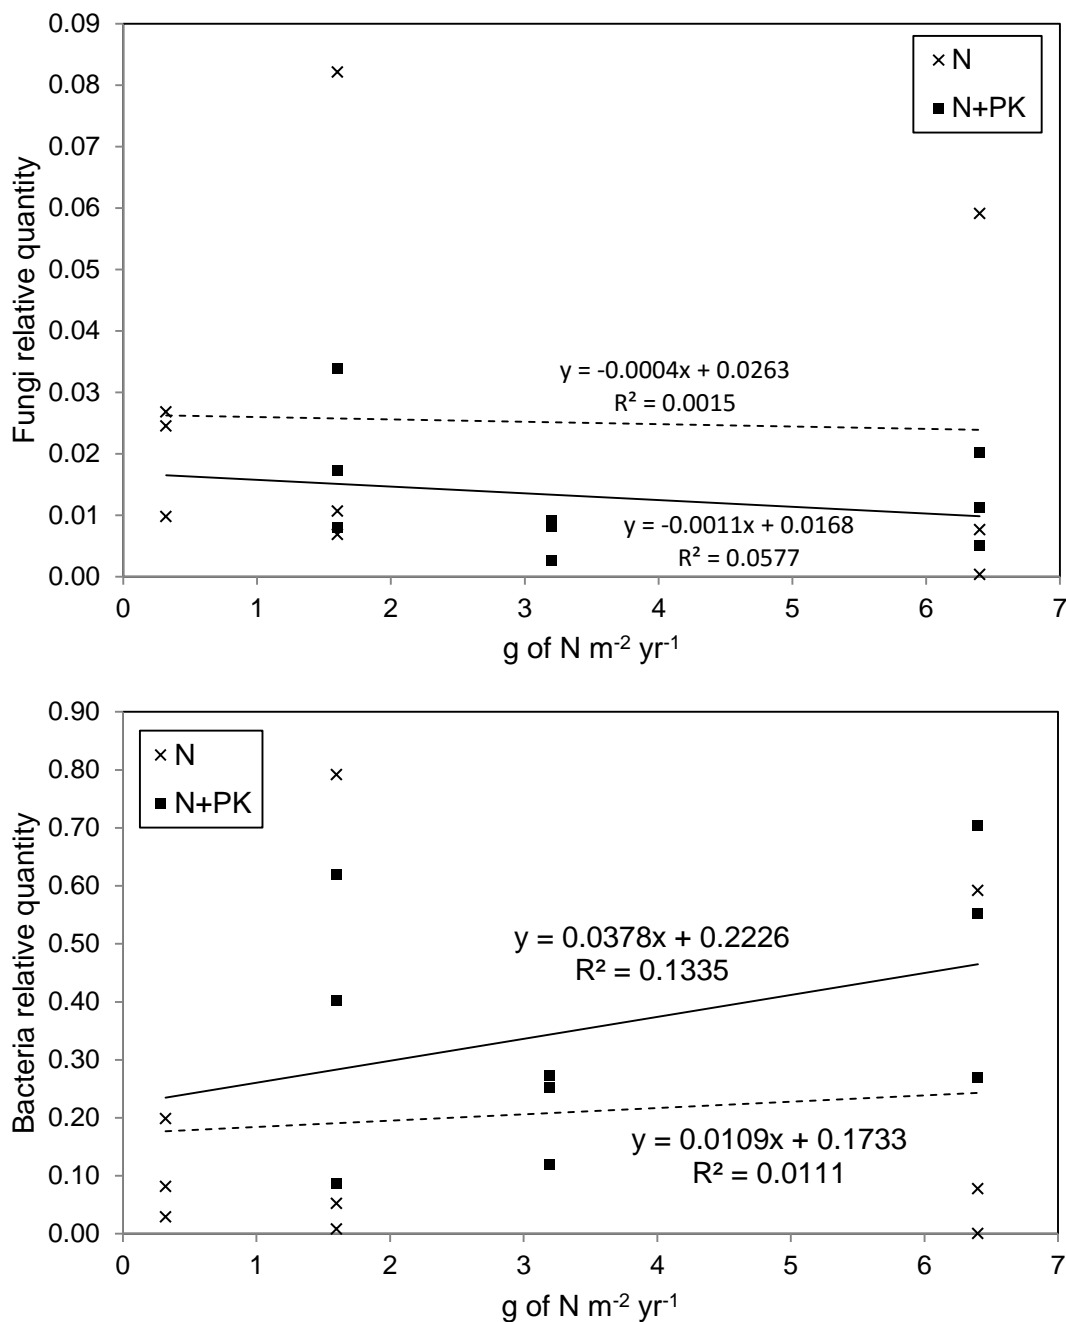 0.09
0.08
0.07
0.06
0.05
0.04
0.03
0.02
0.01
0.00
Fungi relative quantity
N
N+PK
y = -0.0004x + 0.0263
R² = 0.0015
y = -0.0011x + 0.0168
R² = 0.0577
0 1 2 3 4 5 6 7
g of N m⁻² yr⁻¹
0.90
0.80
0.70
0.60
0.50
0.40
0.30
0.20
0.10
0.00
Bacteria relative quantity
N
N+PK
y = 0.0378x + 0.2226
R² = 0.1335
y = 0.0109x + 0.1733
R² = 0.0111
0 1 2 3 4 5 6 7
g of N m⁻² yr⁻¹